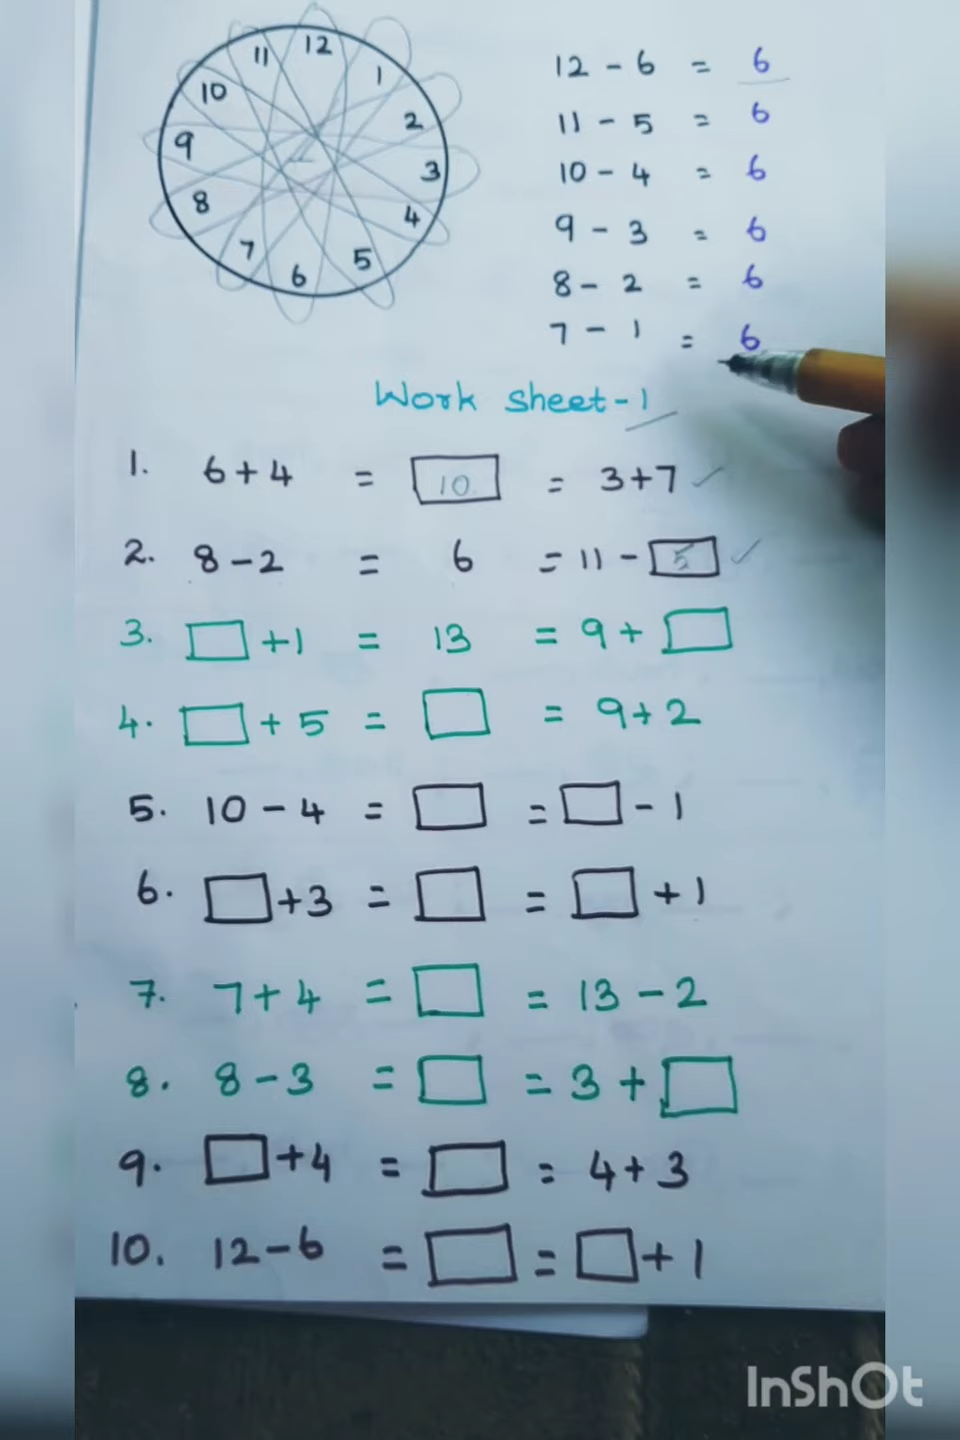 12
11
1
10
2
9
3
8
4
7
5
6
12 - 6 = 6
11 - 5 = 6
10 - 4 = 6
9 - 3 = 6
8 - 2 = 6
7 - 1 = 6
Work sheet - 1
1. 6 + 4 = 10 = 3 + 7 ✓
2. 8 - 2 = 6 = 11 - 5 ✓
3. □ + 1 = 13 = 9 + □
4. □ + 5 = □ = 9 + 2
5. 10 - 4 = □ = □ - 1
6. □ + 3 = □ = □ + 1
7. 7 + 4 = □ = 13 - 2
8. 8 - 3 = □ = 3 + □
9. □ + 4 = □ = 4 + 3
10. 12 - 6 = □ = □ + 1
InShOt